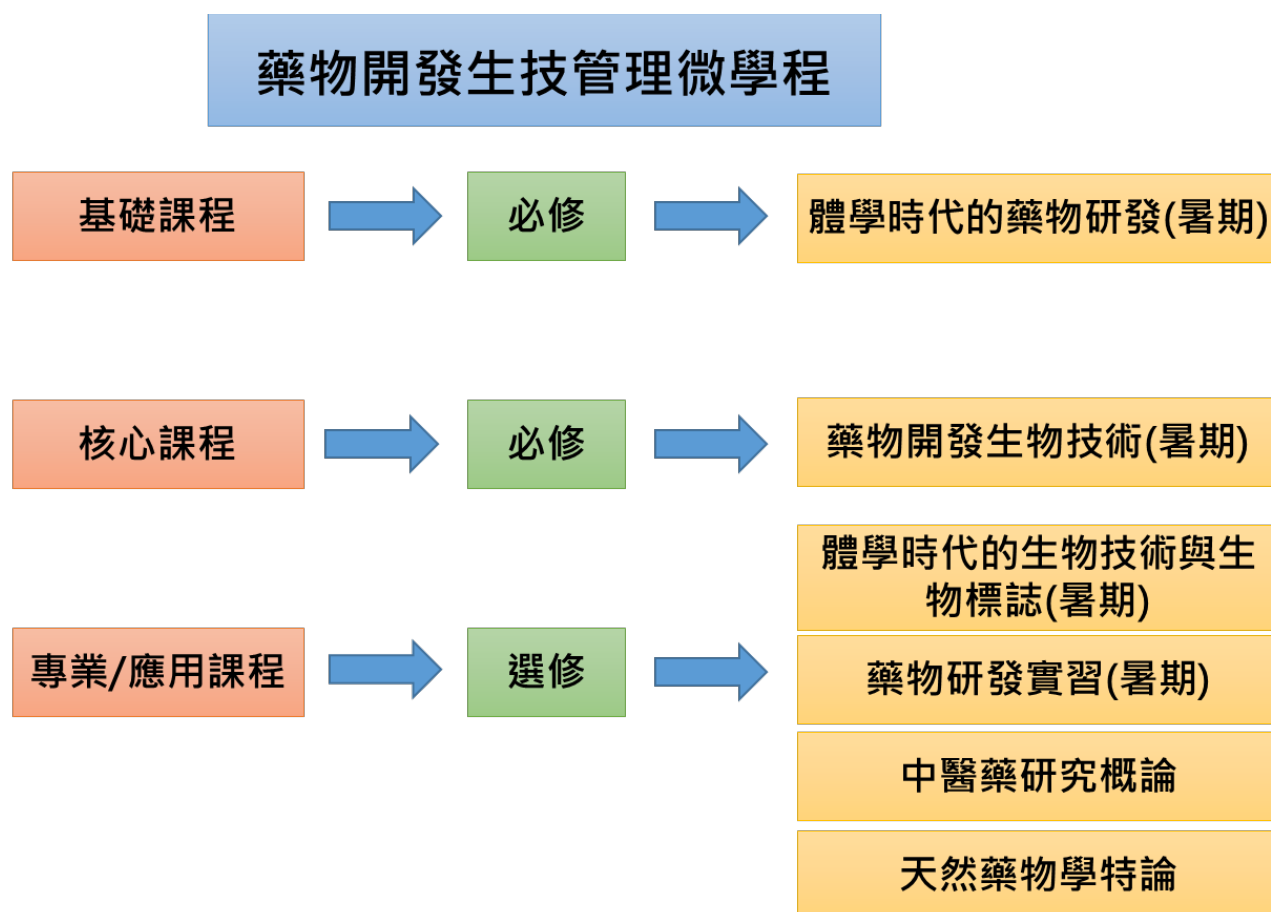 藥物開發生技管理微學程
基礎課程
必修
體學時代的藥物研發(暑期)
核心課程
必修
藥物開發生物技術(暑期)
專業/應用課程
選修
體學時代的生物技術與生
物標誌(暑期)
藥物研發實習(暑期)
中醫藥研究概論
天然藥物學特論